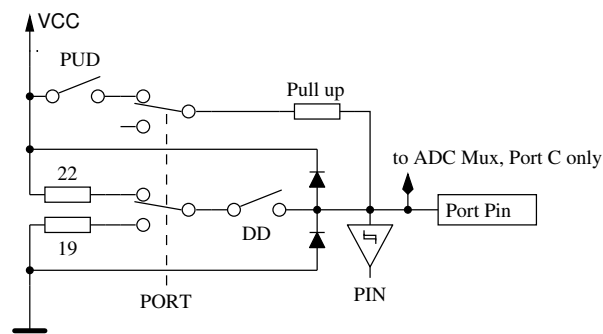 VCC
PUD
Pull up
to ADC Mux, Port C only
22
Port Pin
19
DD
PIN
PORT